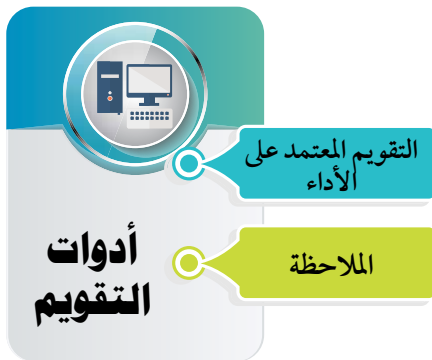 التقويم المعتمد على
الأداء
أدوات
التقويم
الملاحظة